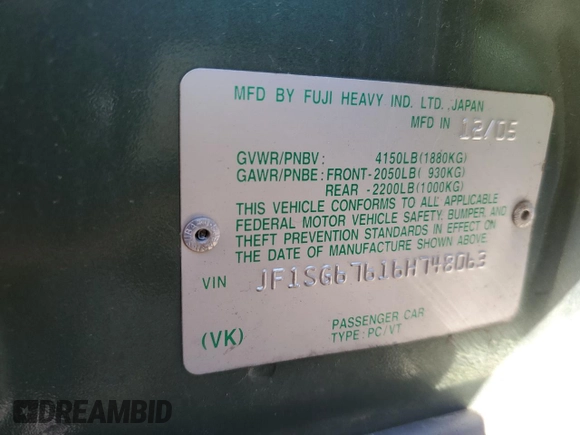 MFD BY FUJI HEAVY IND. LTD. JAPAN
MFD IN 12/05
GVWR/PNBV: 4150LB(1880KG)
GAWR/PNBE: FRONT-2050LB( 930KG)
REAR -2200LB(1000KG)
THIS VEHICLE CONFORMS TO ALL APPLICABLE
FEDERAL MOTOR VEHICLE SAFETY, BUMPER, AND
THEFT PREVENTION STANDARDS IN EFFECT ON
THE DATE OF MANUFACTURE SHOWN ABOVE.
VIN JF1SG67616H748063
(VK) PASSENGER CAR
TYPE: PC/VT
DREAMBID